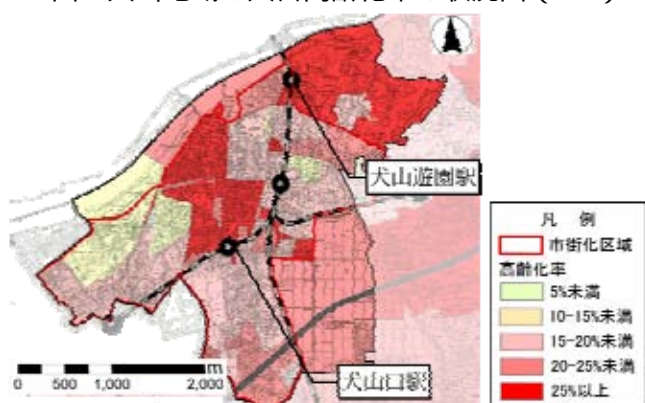 犬山遊園駅
犬山口駅
m
0 500 1,000 2,000
凡 例
市街化区域
高齢化率
5%未満
10-15%未満
15-20%未満
20-25%未満
25%以上